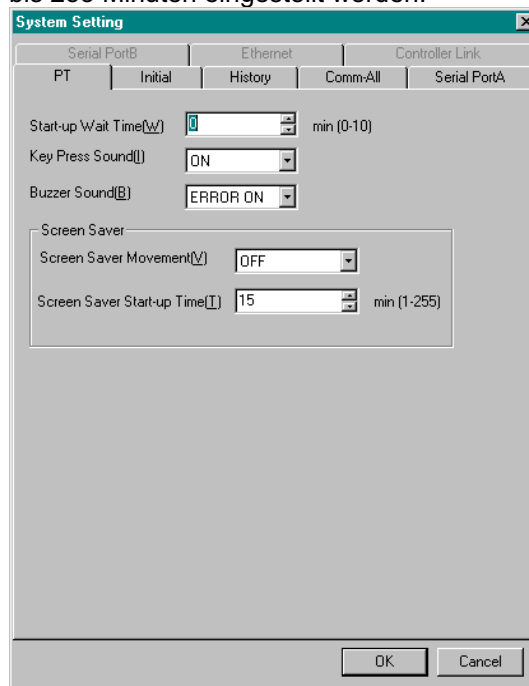 bis 255 Minuten eingestellt werden.
System Setting
Serial PortB Ethernet Controller Link
PT Initial History Comm-All Serial PortA
Start-up Wait Time(W) 0 min (0-10)
Key Press Sound(I) ON
Buzzer Sound(B) ERROR ON
Screen Saver
Screen Saver Movement(V) OFF
Screen Saver Start-up Time(T) 15 min (1-255)
OK Cancel